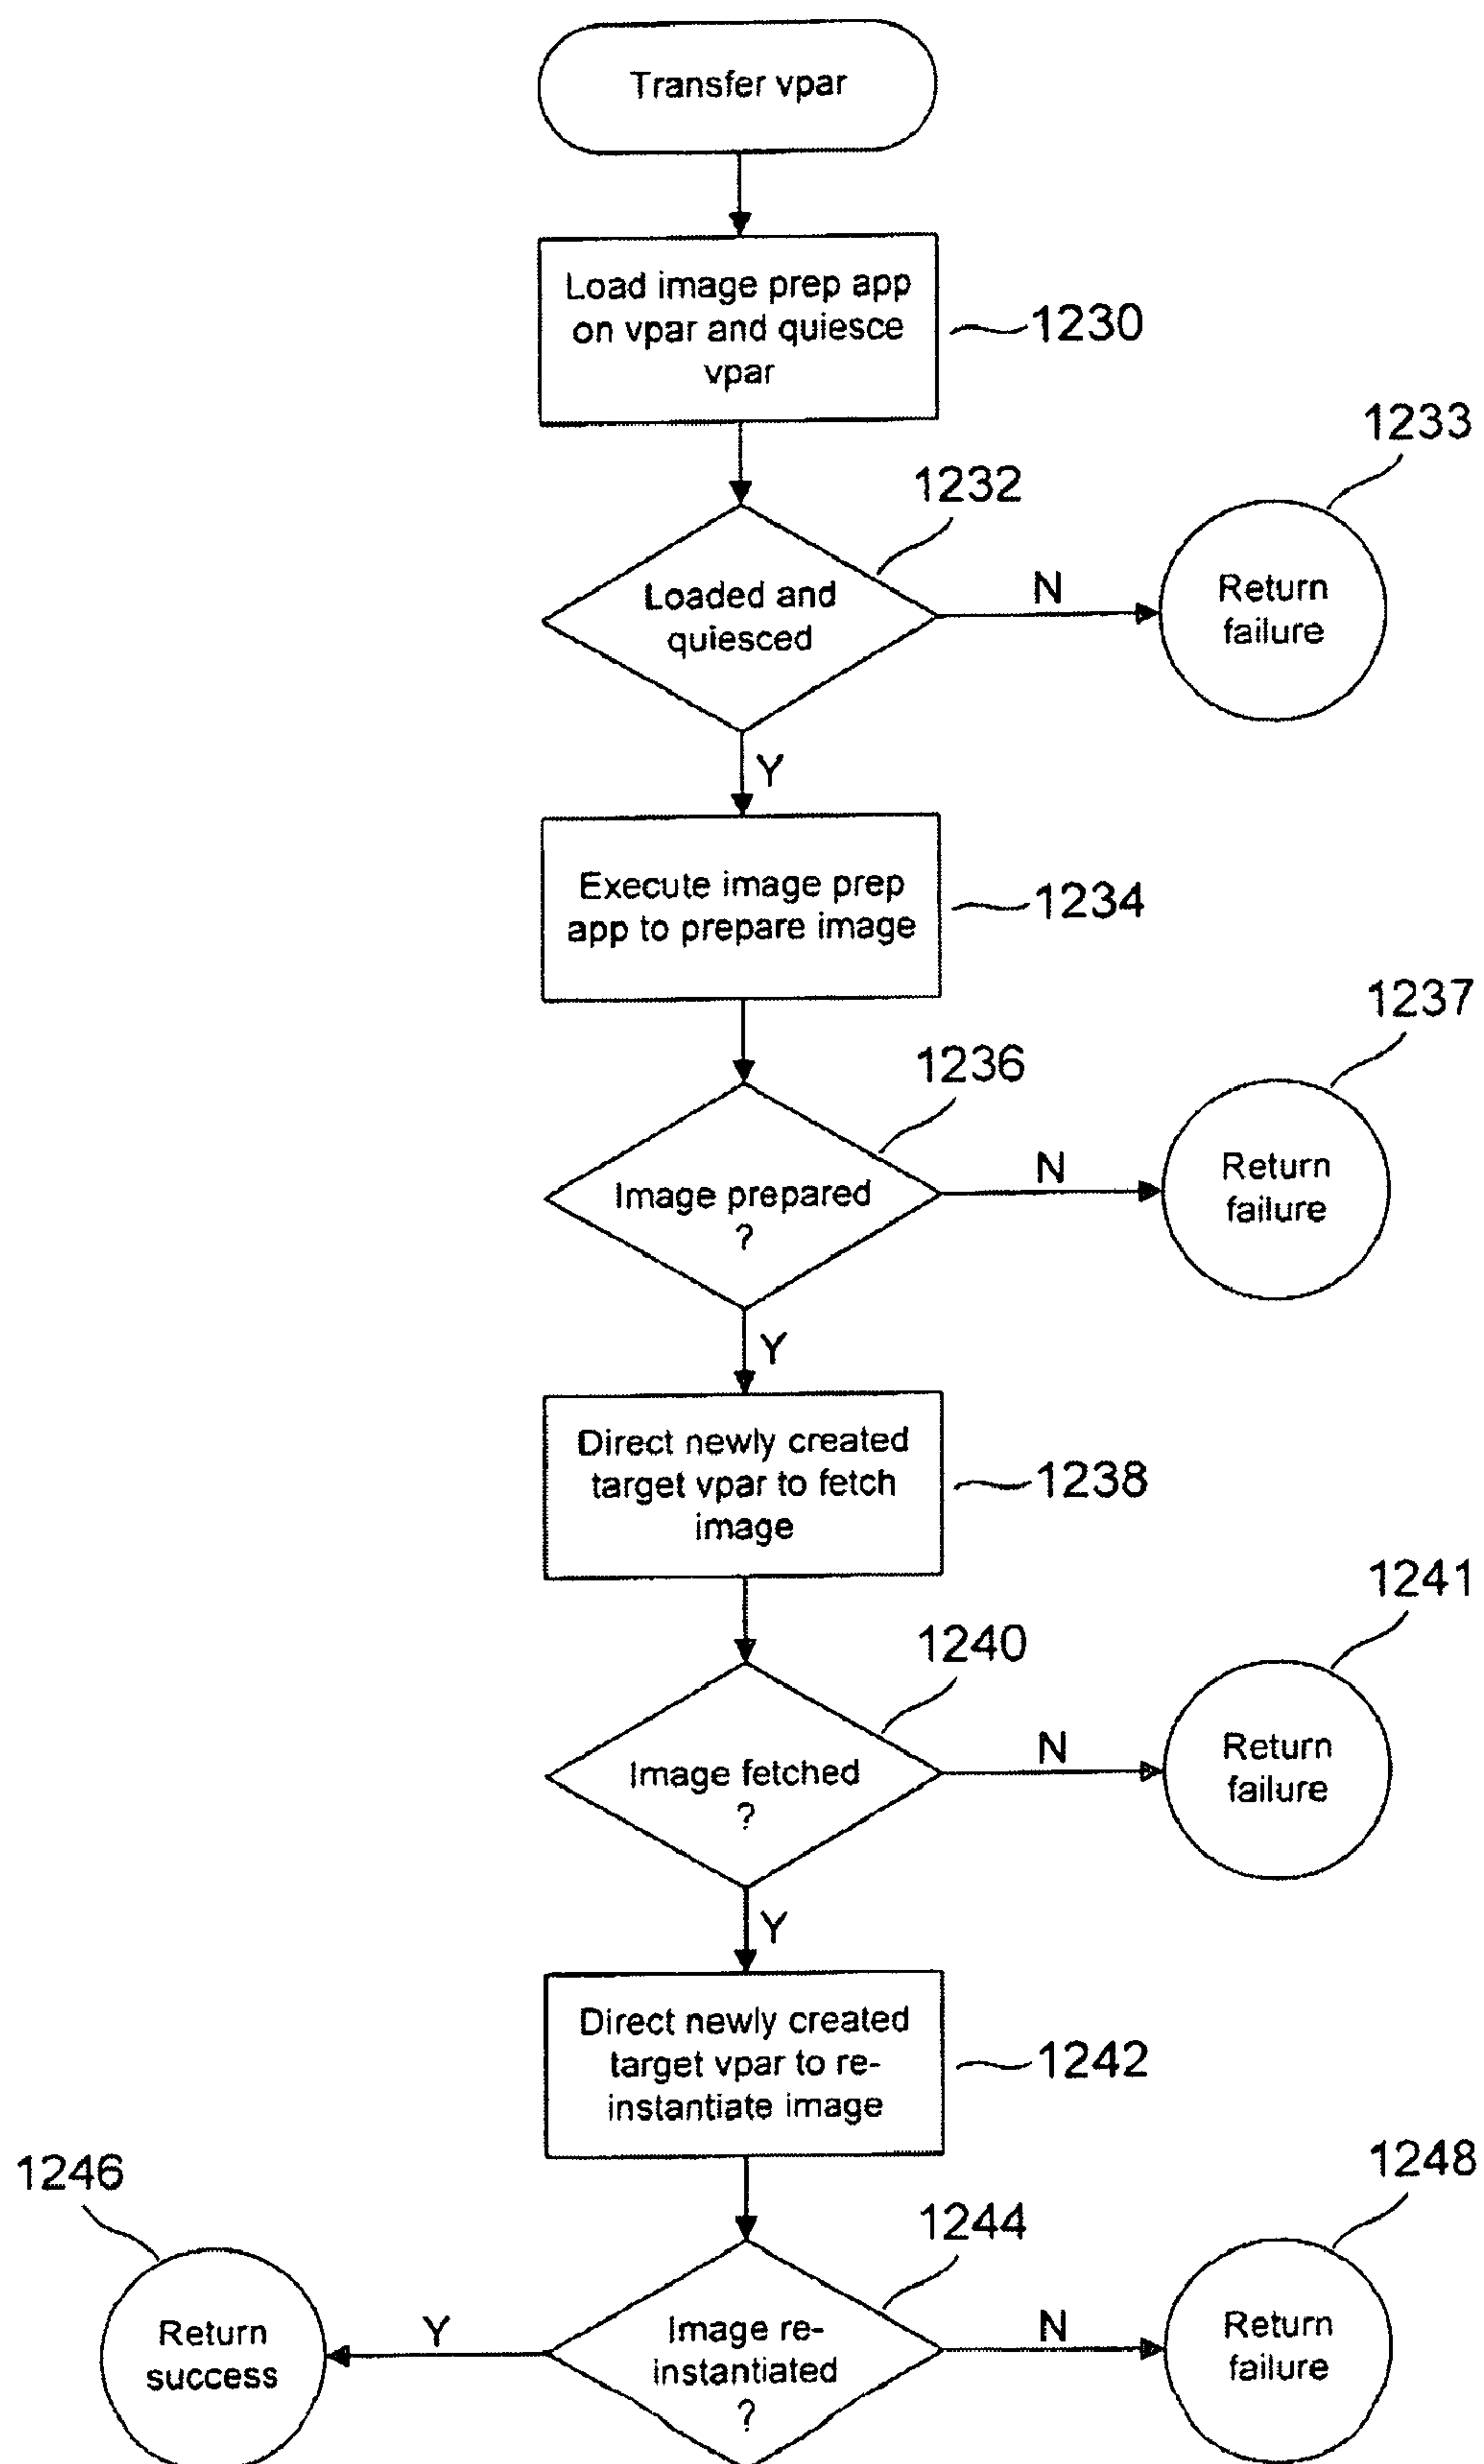 Transfer vpar
Load image prep app
on vpar and quiesce
vpar
1230
1233
1232
Loaded and
quiesced
N
Return
failure
Y
Execute image prep
app to prepare image
1234
1237
1236
Image prepared
?
N
Return
failure
Y
Direct newly created
target vpar to fetch
image
1238
1241
1240
Image fetched
?
N
Return
failure
Y
Direct newly created
target vpar to re-
instantiate image
1242
1246
1248
1244
Return
success
Y
Image re-
instantiated
?
N
Return
failure